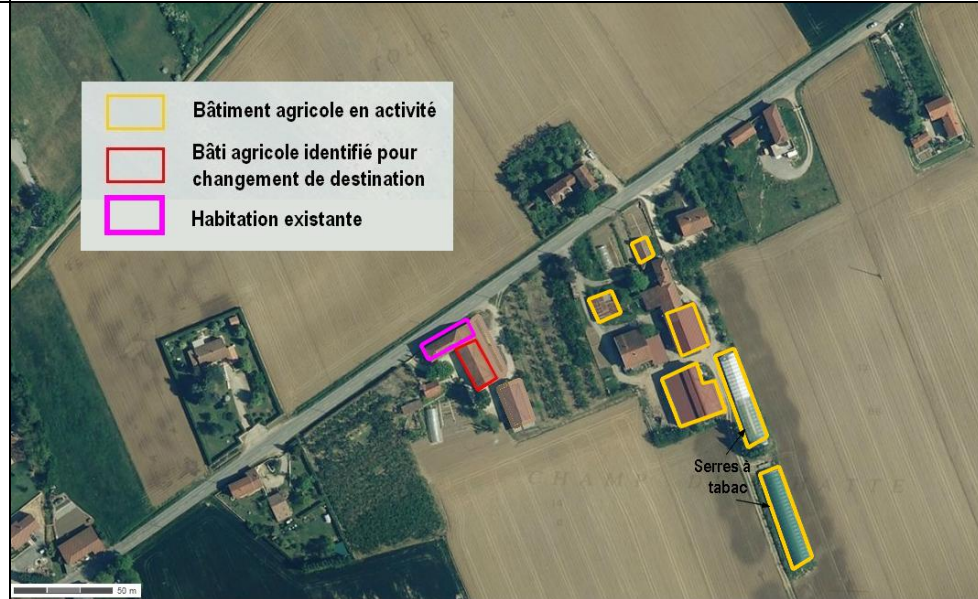 Bâtiment agricole en activité
Bâti agricole identifié pour
changement de destination
Habitation existante
Serres à
tabac
50 m